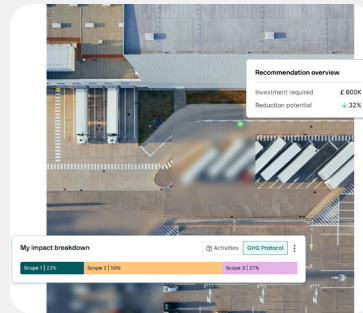 Recommendation overview
Investment required £ 600K
Reduction potential ↓ 32%
My impact breakdown Activities GHG Protocol
Scope 1 | 23% Scope 2 | 50% Scope 3 | 27%